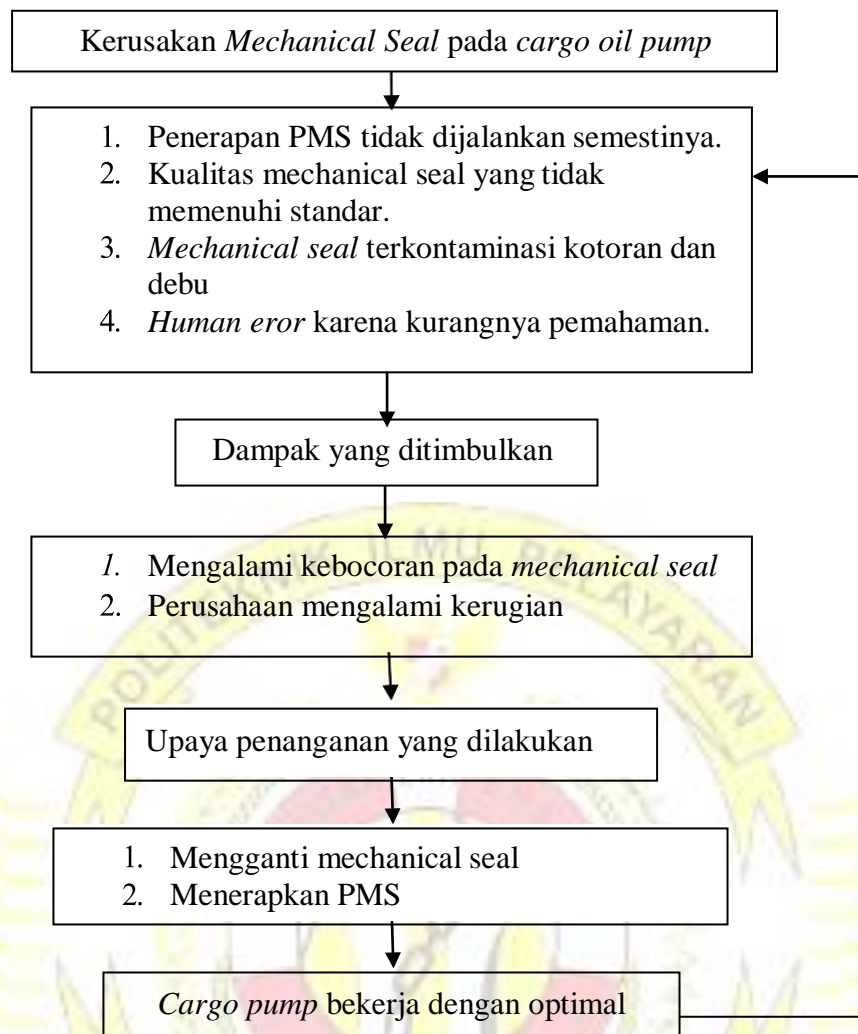 Kerusakan Mechanical Seal pada cargo oil pump
1. Penerapan PMS tidak dijalankan semestinya.
2. Kualitas mechanical seal yang tidak
memenuhi standar.
3. Mechanical seal terkontaminasi kotoran dan
debu
4. Human eror karena kurangnya pemahaman.
Dampak yang ditimbulkan
1. Mengalami kebocoran pada mechanical seal
2. Perusahaan mengalami kerugian
POLITEKNIK ILMU PELAYARAN
Upaya penanganan yang dilakukan
1. Mengganti mechanical seal
2. Menerapkan PMS
Cargo pump bekerja dengan optimal